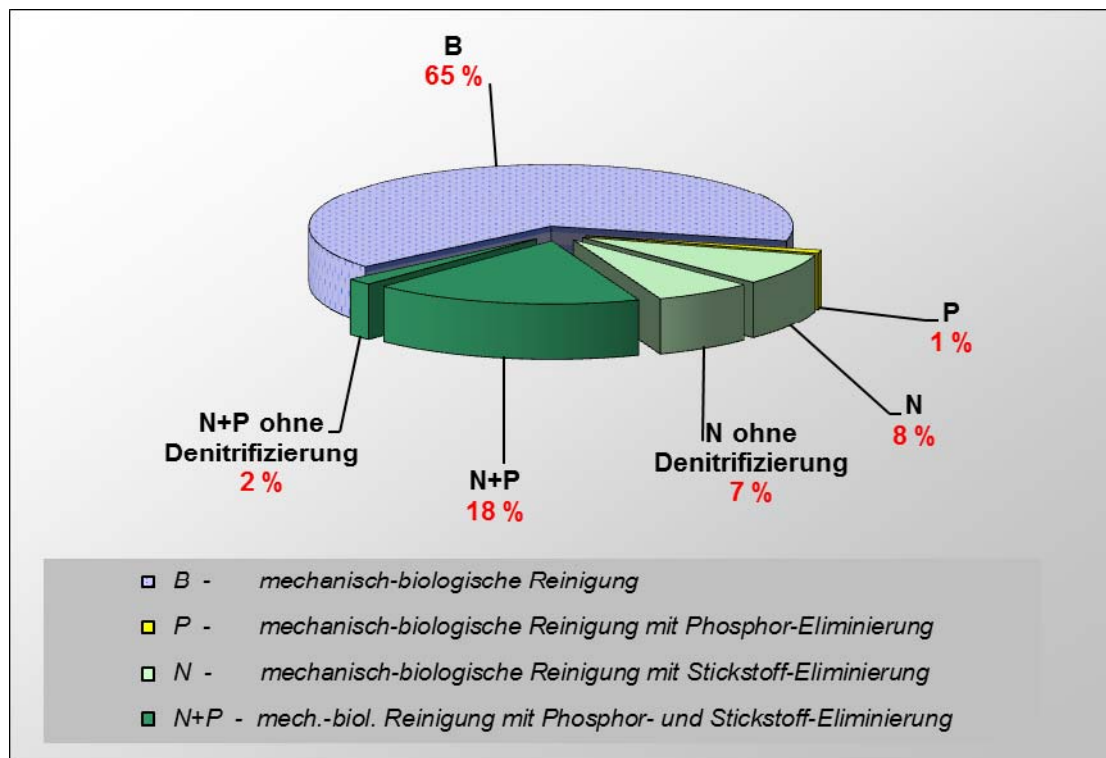 B
65 %
P
1 %
N
8 %
N ohne
Denitrifizierung
7 %
N+P
18 %
N+P ohne
Denitrifizierung
2 %
B - mechanisch-biologische Reinigung
P - mechanisch-biologische Reinigung mit Phosphor-Eliminierung
N - mechanisch-biologische Reinigung mit Stickstoff-Eliminierung
N+P - mech.-biol. Reinigung mit Phosphor- und Stickstoff-Eliminierung